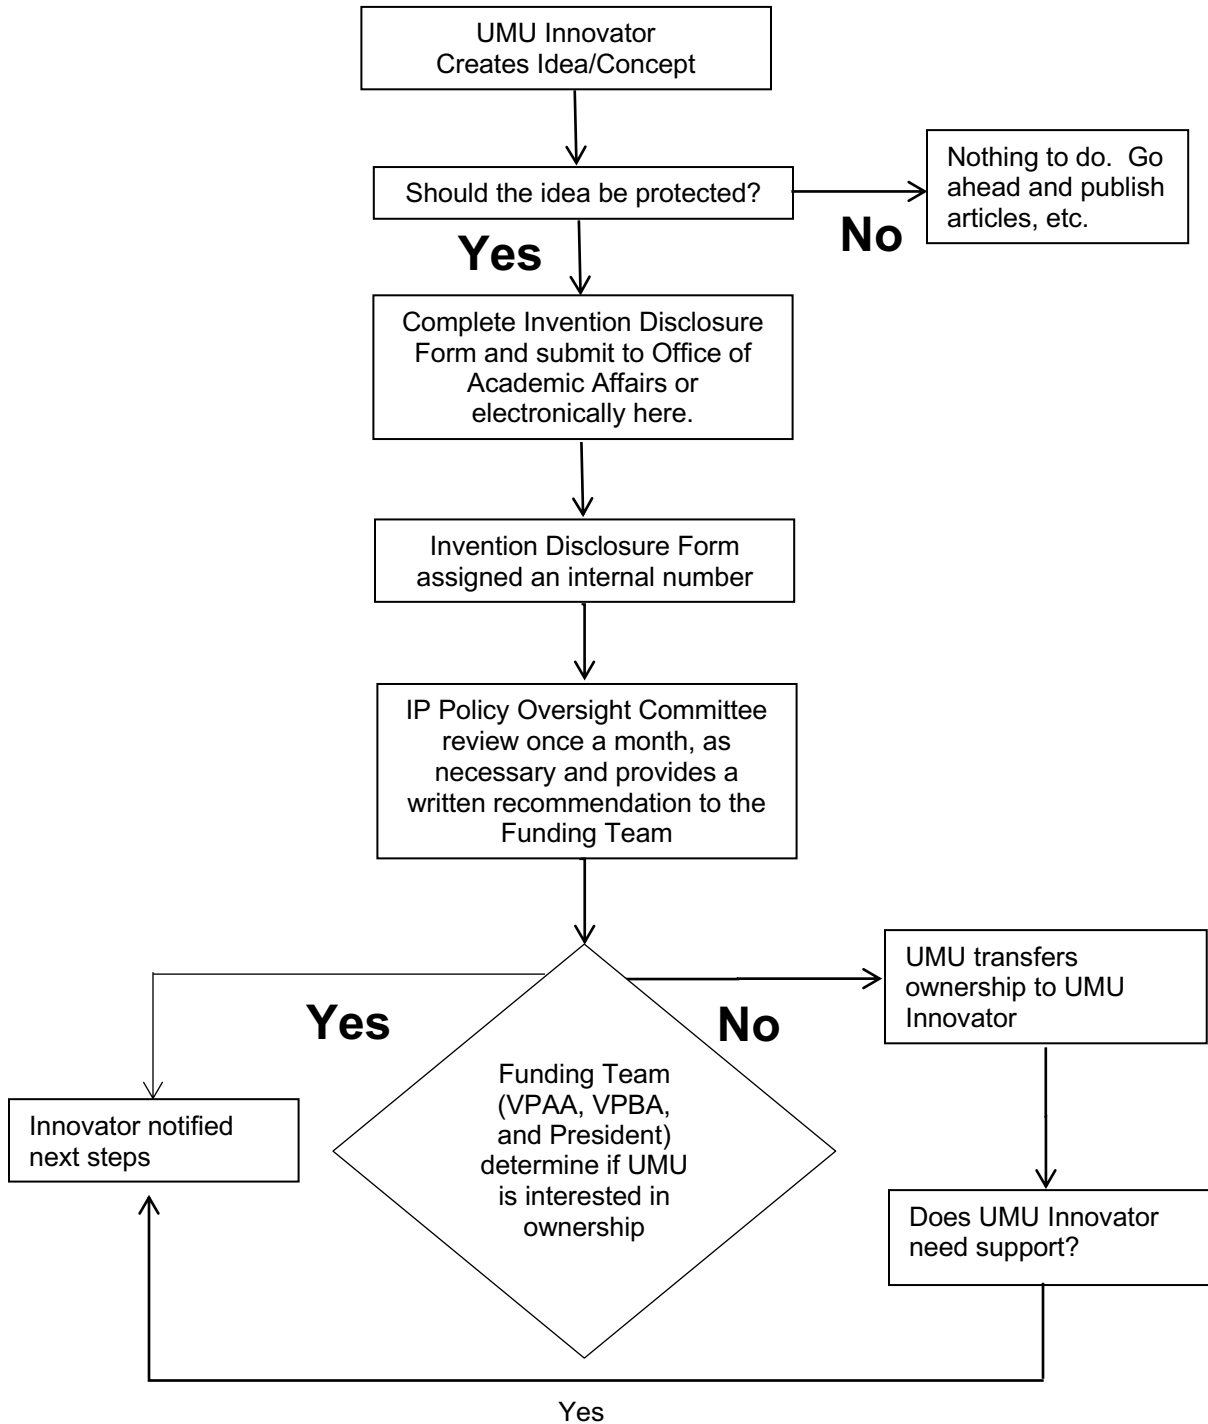 UMU Innovator
Creates Idea/Concept
Should the idea be protected?
Nothing to do.  Go
ahead and publish
articles, etc.
No
Yes
Complete Invention Disclosure
Form and submit to Office of
Academic Affairs or
electronically here.
Invention Disclosure Form
assigned an internal number
IP Policy Oversight Committee
review once a month, as
necessary and provides a
written recommendation to the
Funding Team
Yes
No
UMU transfers
ownership to UMU
Innovator
Funding Team
(VPAA, VPBA,
and President)
determine if UMU
is interested in
ownership
Innovator notified
next steps
Does UMU Innovator
need support?
Yes